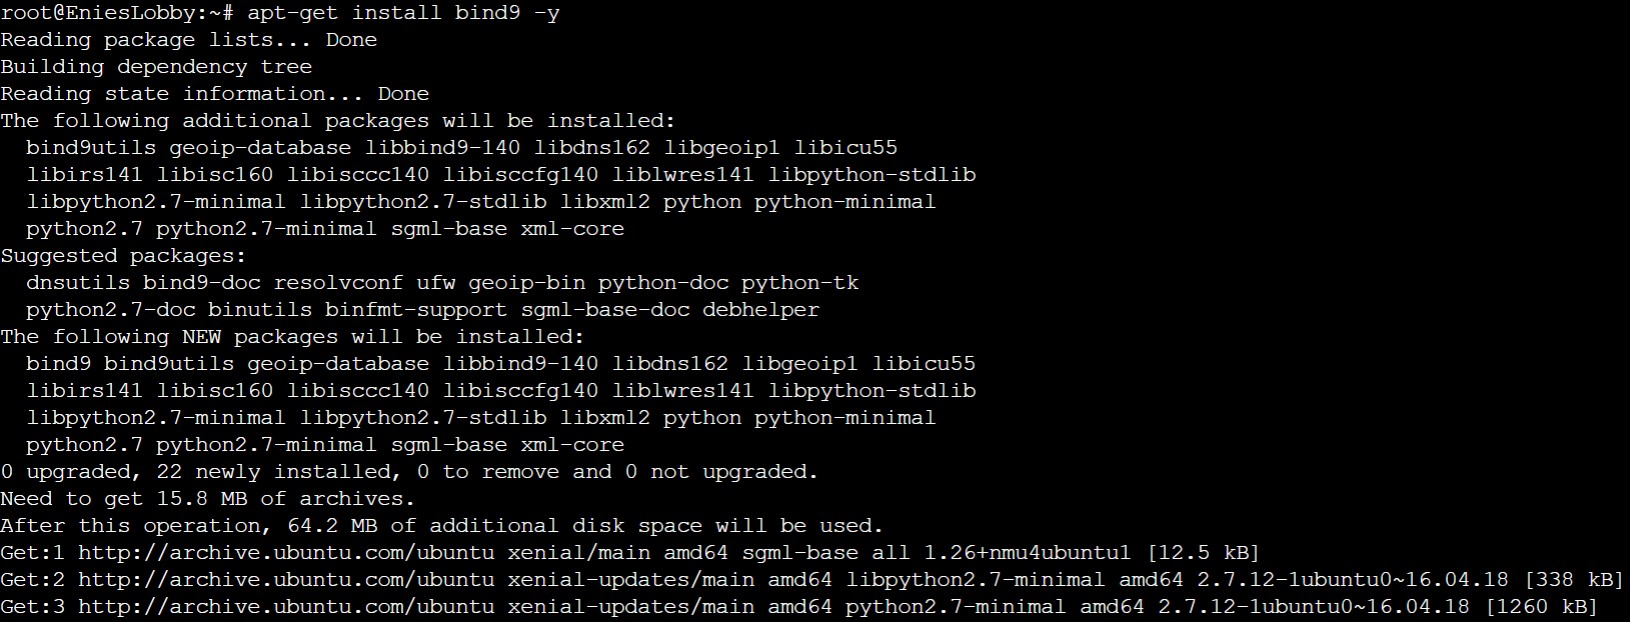 root@EniesLobby:~# apt-get install bind9 -y
Reading package lists... Done
Building dependency tree
Reading state information... Done
The following additional packages will be installed:
  bind9utils geoip-database libbind9-140 libdns162 libgeoip1 libicu55
  libirs141 libisc160 libisccc140 libisccfg140 liblwres141 libpython-stdlib
  libpython2.7-minimal libpython2.7-stdlib libxml2 python python-minimal
  python2.7 python2.7-minimal sgml-base xml-core
Suggested packages:
  dnsutils bind9-doc resolvconf ufw geoip-bin python-doc python-tk
  python2.7-doc binutils binfmt-support sgml-base-doc debhelper
The following NEW packages will be installed:
  bind9 bind9utils geoip-database libbind9-140 libdns162 libgeoip1 libicu55
  libirs141 libisc160 libisccc140 libisccfg140 liblwres141 libpython-stdlib
  libpython2.7-minimal libpython2.7-stdlib libxml2 python python-minimal
  python2.7 python2.7-minimal sgml-base xml-core
0 upgraded, 22 newly installed, 0 to remove and 0 not upgraded.
Need to get 15.8 MB of archives.
After this operation, 64.2 MB of additional disk space will be used.
Get:1 http://archive.ubuntu.com/ubuntu xenial/main amd64 sgml-base all 1.26+nmu4ubuntu1 [12.5 kB]
Get:2 http://archive.ubuntu.com/ubuntu xenial-updates/main amd64 libpython2.7-minimal amd64 2.7.12-1ubuntu0~16.04.18 [338 kB]
Get:3 http://archive.ubuntu.com/ubuntu xenial-updates/main amd64 python2.7-minimal amd64 2.7.12-1ubuntu0~16.04.18 [1260 kB]